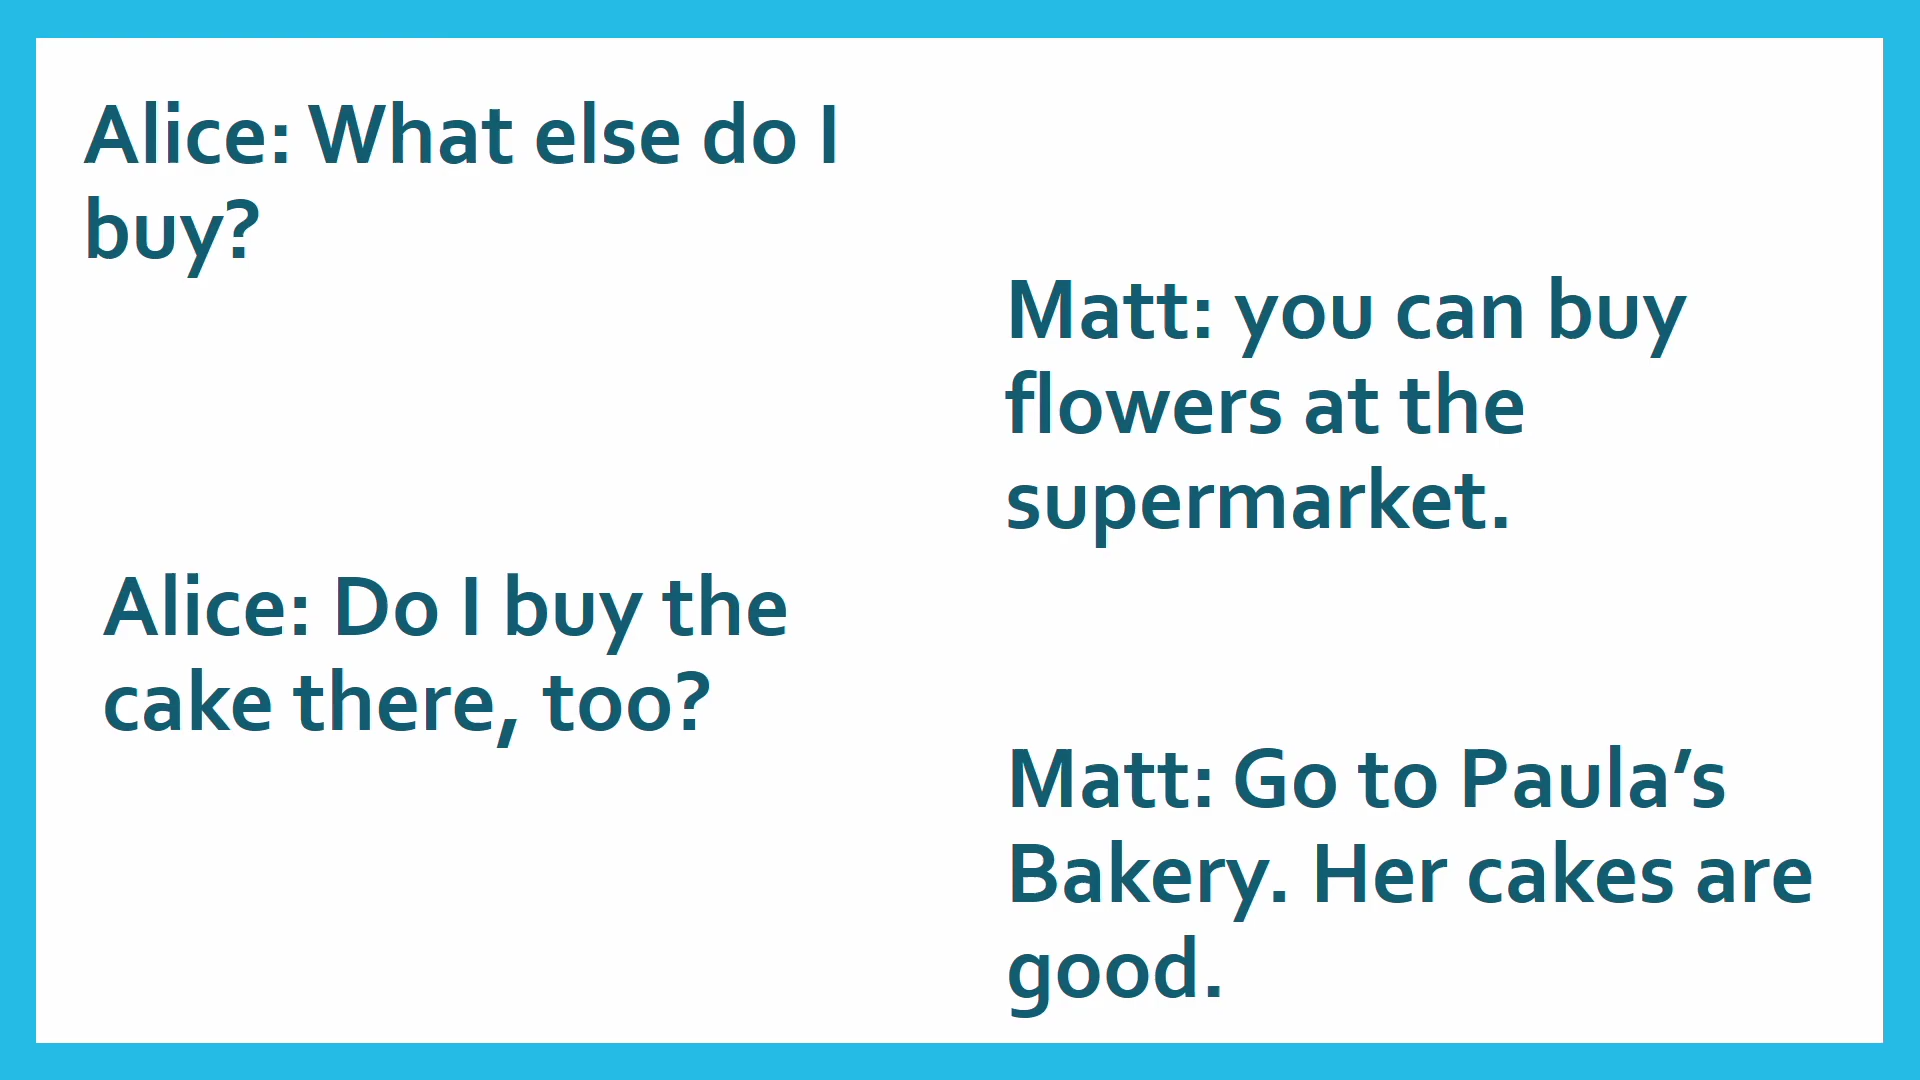 Alice: What else do I
buy?
Matt: you can buy
flowers at the
supermarket.
Alice: Do I buy the
cake there, too?
Matt: Go to Paula’s
Bakery. Her cakes are
good.